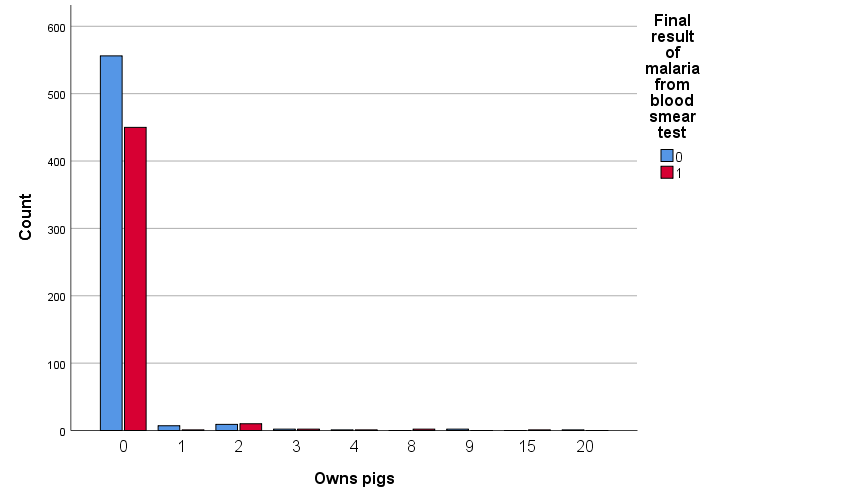 600
500
400
300
200
100
0
Count
0 1 2 3 4 8 9 15 20
Owns pigs
Final
result
of
malaria
from
blood
smear
test
0
1